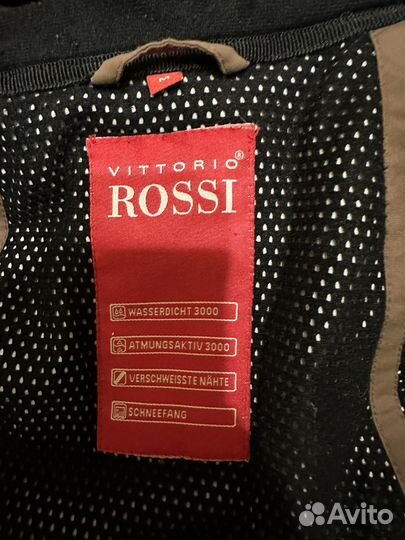 M
VITTORIO®
ROSSI
WASSERDICHT 3000
ATMUNGSAKTIV 3000
VERSCHWEISSTE NÄHTE
SCHNEEFANG
Avito